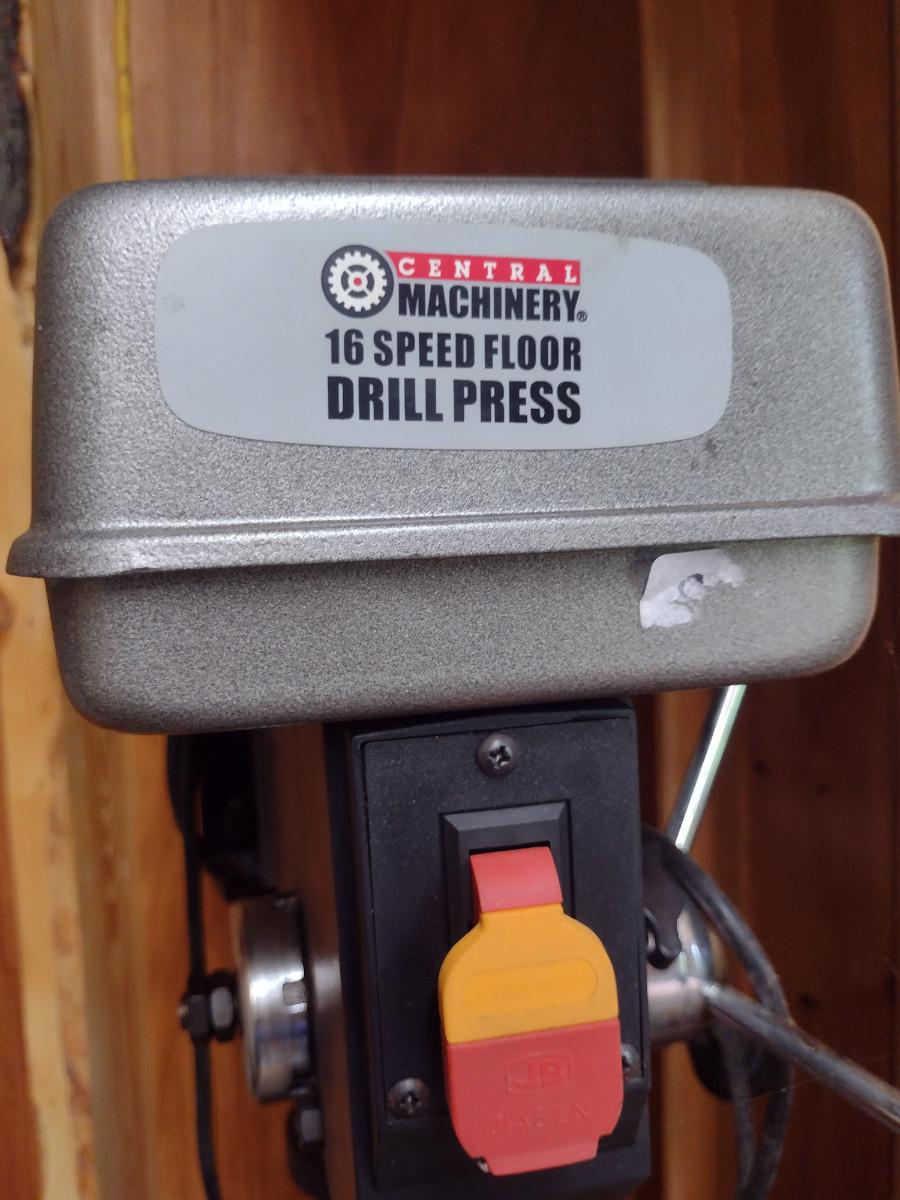 CENTRAL
MACHINERY®
16 SPEED FLOOR
DRILL PRESS
JB
JIABEN